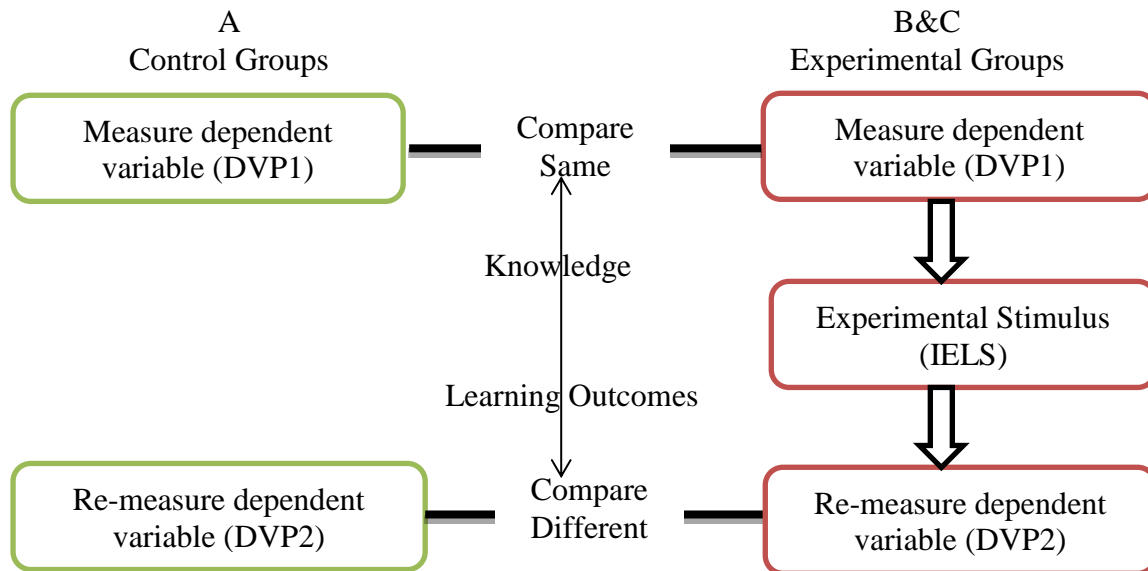 A
Control Groups
B&C
Experimental Groups
Measure dependent
variable (DVP1)
Compare
Same
Measure dependent
variable (DVP1)
Knowledge
Experimental Stimulus
(IELS)
Learning Outcomes
Re-measure dependent
variable (DVP2)
Compare
Different
Re-measure dependent
variable (DVP2)